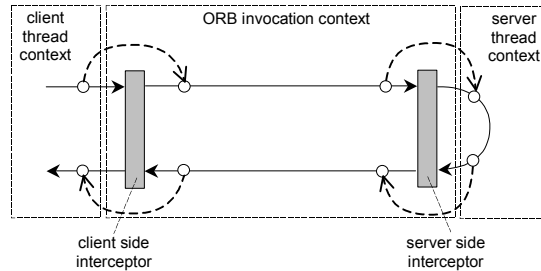 client
thread
context
ORB invocation context
server
thread
context
client side
interceptor
server side
interceptor